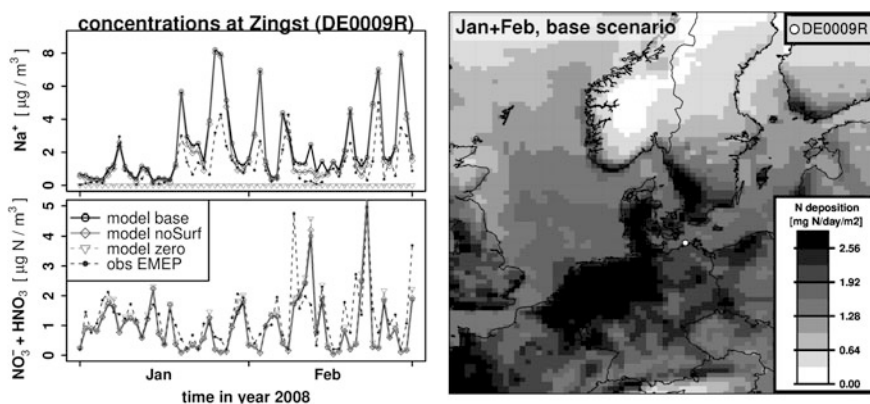 concentrations at Zingst (DE0009R)
Na⁺ [ µg / m³ ]
8
6
4
2
0
NO₃⁻ + HNO₃ [ µg N / m³ ]
5
4
3
2
1
0
model base
model noSurf
model zero
obs EMEP
Jan
Feb
time in year 2008
Jan+Feb, base scenario
DE0009R
N deposition
[mg N/day/m2]
2.56
1.92
1.28
0.64
0.00